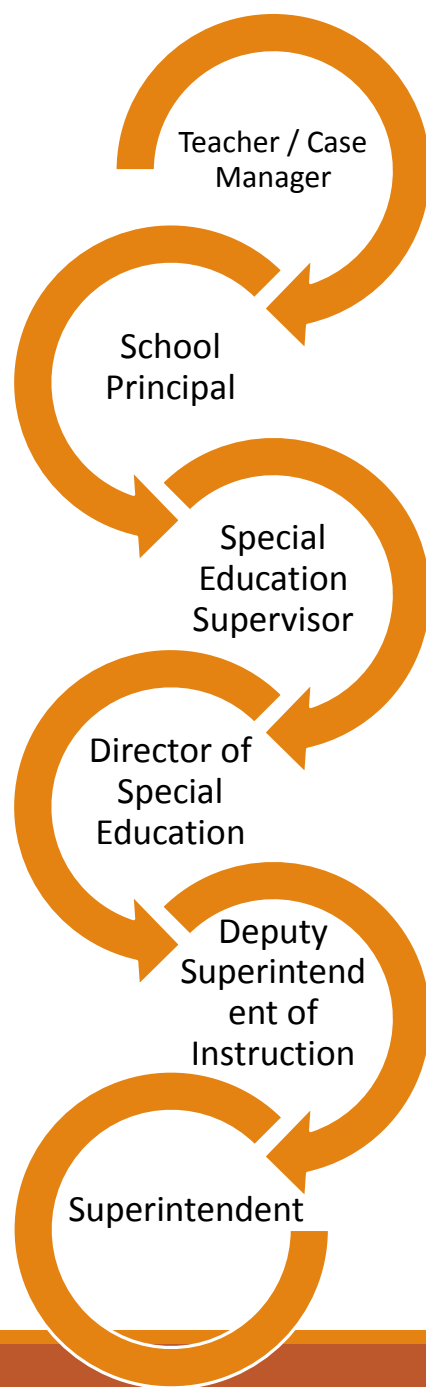 Teacher / Case
Manager
School
Principal
Special
Education
Supervisor
Director of
Special
Education
Deputy
Superintend
ent of
Instruction
Superintendent